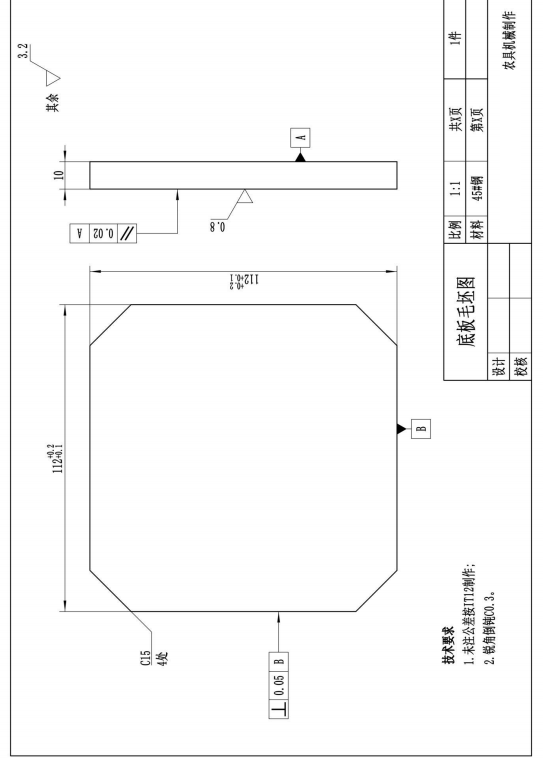 3.2
其余
10
A
∥ 0.02 A
0.8
112 +0.2 +0.1
112 +0.2 +0.1
C15
4处
⊥ 0.05 B
B
技术要求
1. 未注公差按IT12制作;
2. 锐角倒钝C0.3。
底板毛坯图
比例 1:1 共X页 1件
材料 45#钢 第X页
设计
校核
农具机械制作